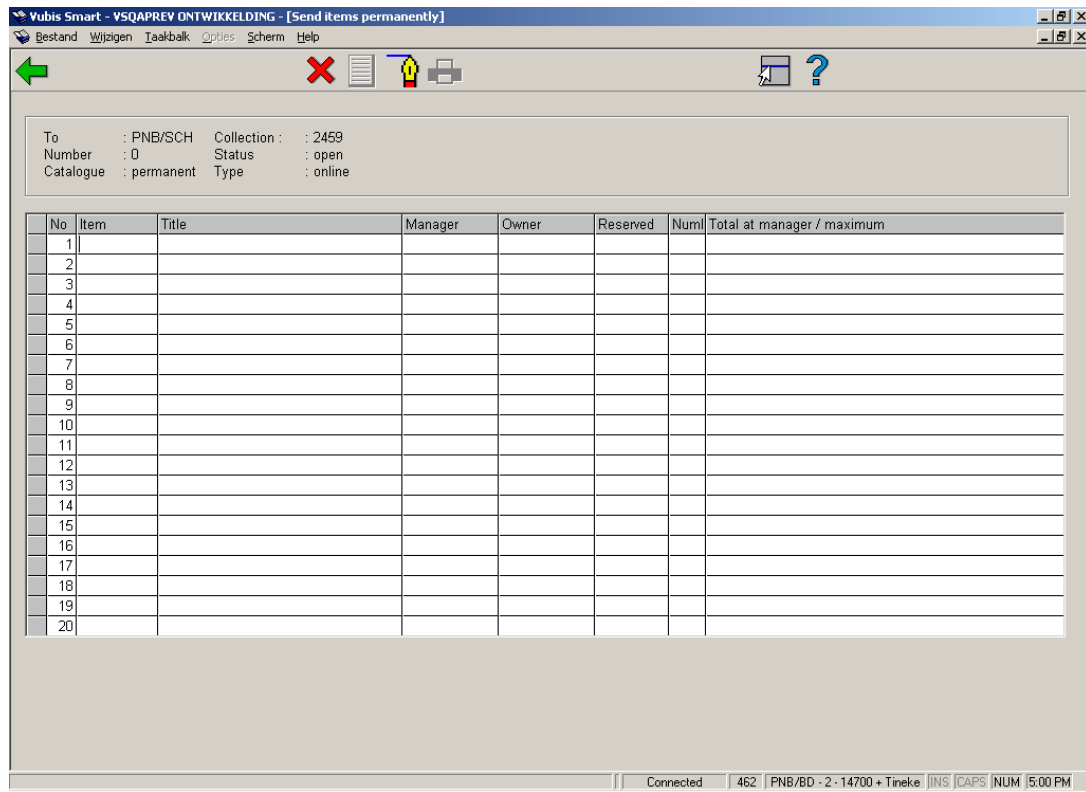 Vubis Smart - VSQAPREV ONTWIKKELDING - [Send items permanently]
Bestand Wijzigen Taakbalk Opties Scherm Help
To : PNB/SCH Collection : : 2459
Number : 0 Status : open
Catalogue : permanent Type : online
No Item Title Manager Owner Reserved Numl Total at manager / maximum
1
2
3
4
5
6
7
8
9
10
11
12
13
14
15
16
17
18
19
20
Connected 462 PNB/BD - 2 - 14700 + Tineke INS CAPS NUM 5:00 PM